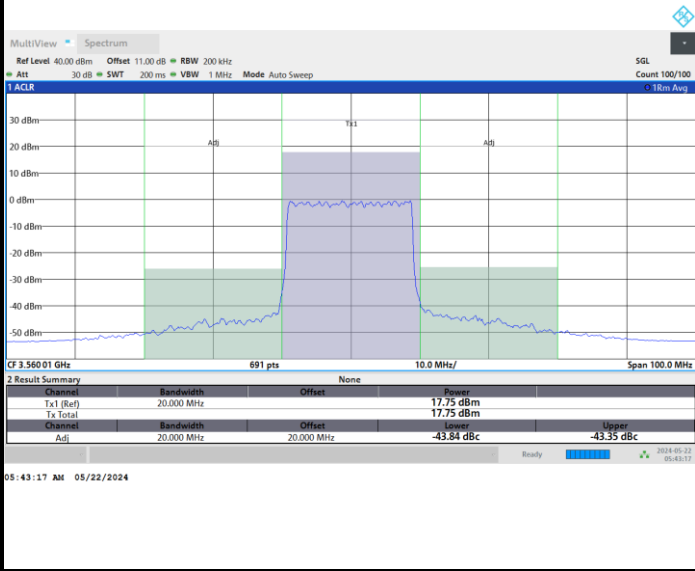 MultiView Spectrum
Ref Level 40.00 dBm Offset 11.00 dB RBW 200 kHz SGL
Att 30 dB SWT 200 ms VBW 1 MHz Mode Auto Sweep Count 100/100
1 ACLR 1Rm Avg
Tx1
30 dBm
Adj Adj
20 dBm
10 dBm
0 dBm
-10 dBm
-20 dBm
-30 dBm
-40 dBm
-50 dBm
CF 3.56001 GHz 691 pts 10.0 MHz/ Span 100.0 MHz
2 Result Summary None
Channel Bandwidth Offset Power
Tx1 (Ref) 20.000 MHz 17.75 dBm
Tx Total 17.75 dBm
Channel Bandwidth Offset Lower Upper
Adj 20.000 MHz 20.000 MHz -43.84 dBc -43.35 dBc
Ready 2024-05-22
05:43:17
05:43:17 AM 05/22/2024